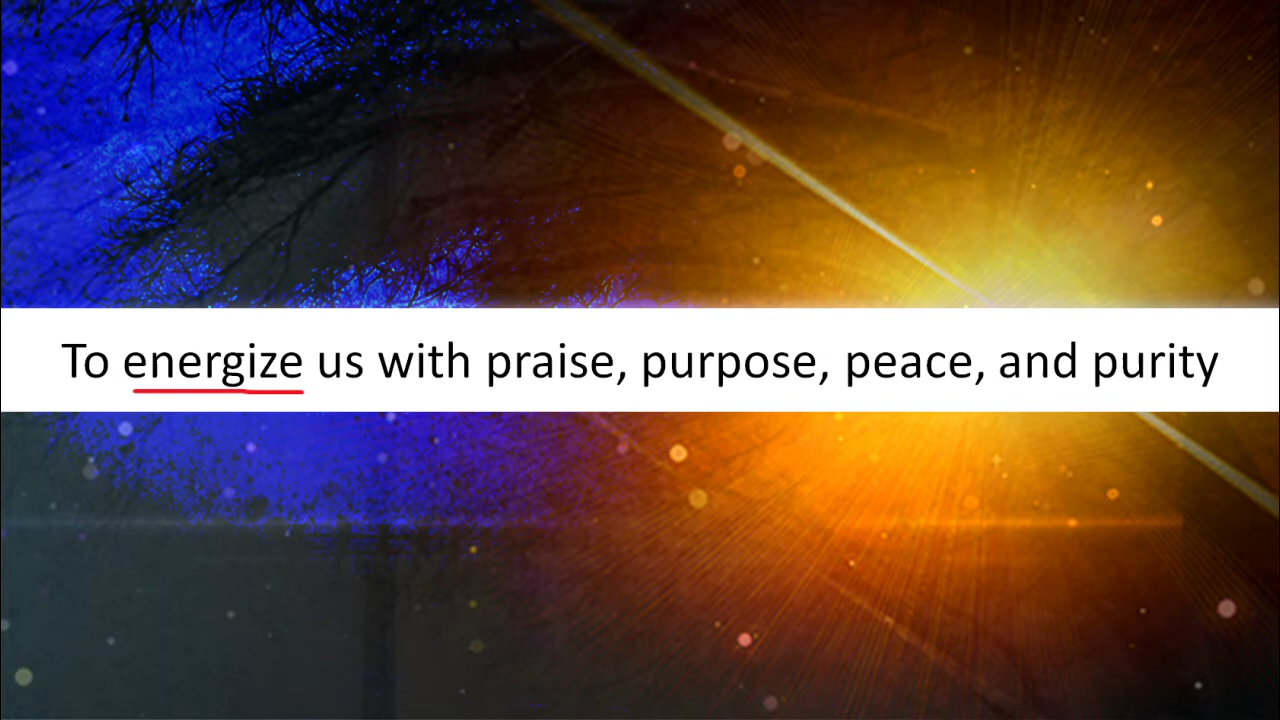 To energize us with praise, purpose, peace, and purity